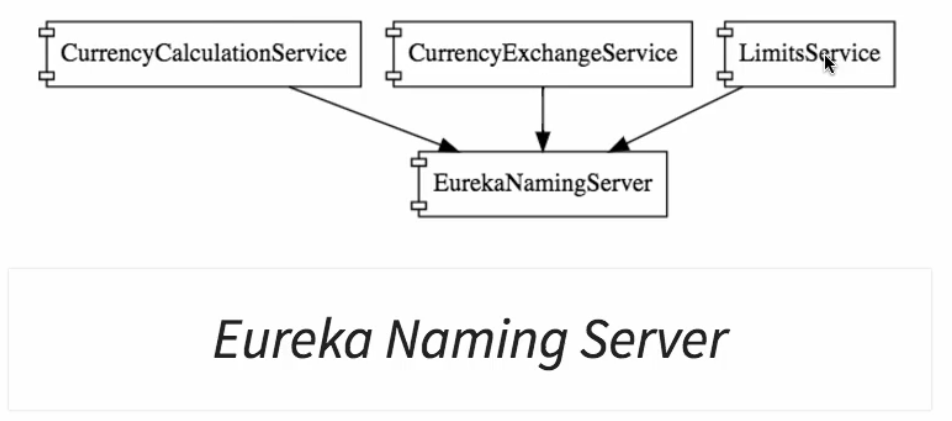 CurrencyCalculationService
CurrencyExchangeService
LimitsService
EurekaNamingServer
Eureka Naming Server